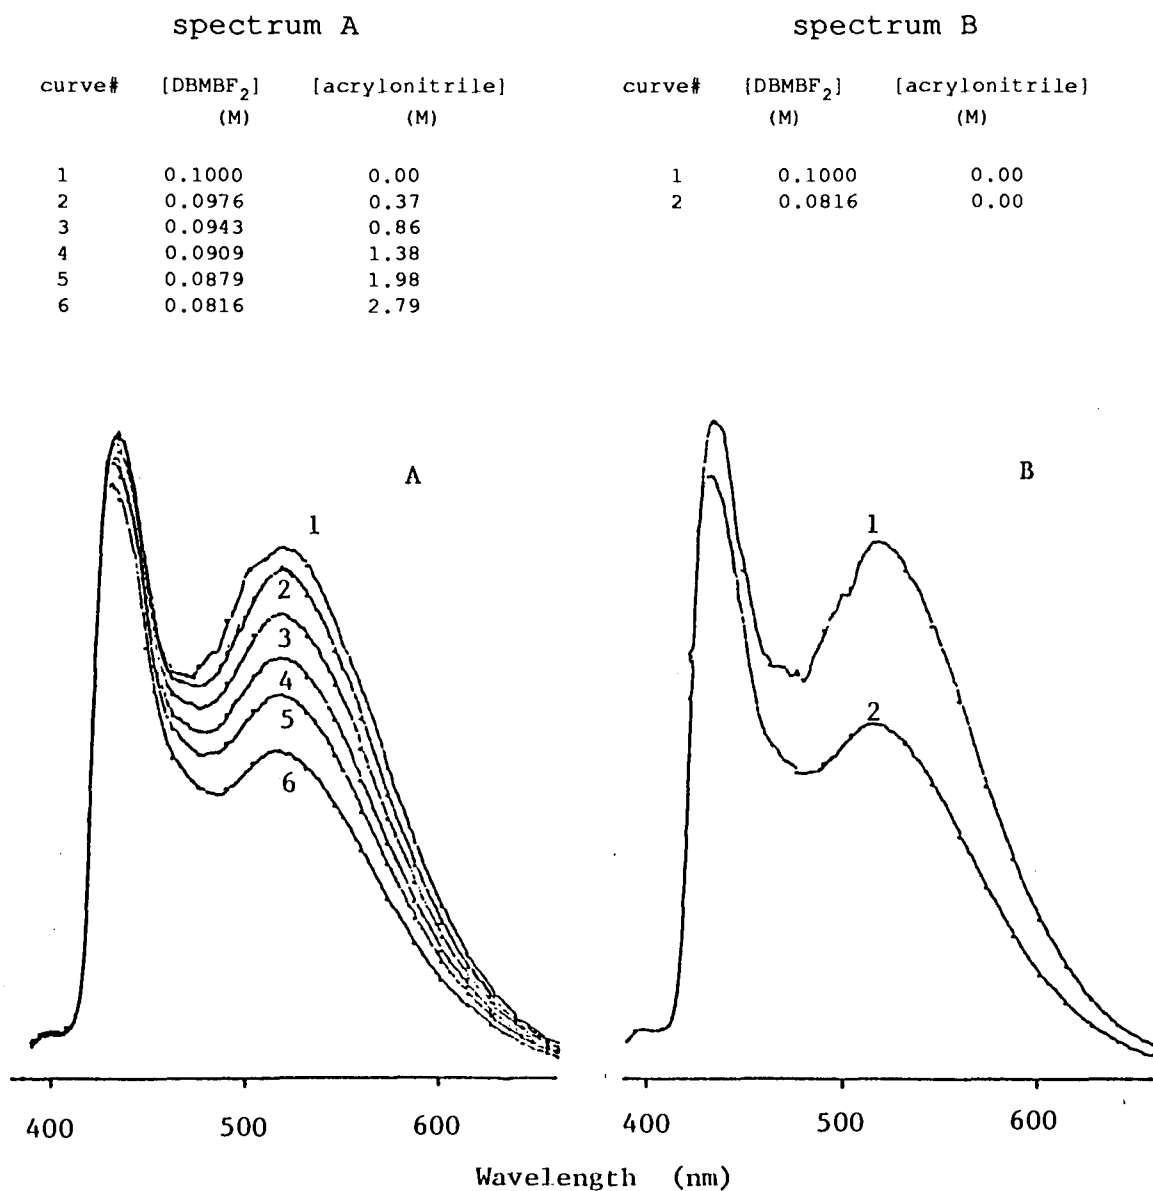 spectrum A
curve# [DBMBF2] [acrylonitrile]
(M) (M)
1 0.1000 0.00
2 0.0976 0.37
3 0.0943 0.86
4 0.0909 1.38
5 0.0879 1.98
6 0.0816 2.79
spectrum B
curve# [DBMBF2] [acrylonitrile]
(M) (M)
1 0.1000 0.00
2 0.0816 0.00
A
1
2
3
4
5
6
400 500 600
B
1
2
400 500 600
Wavelength (nm)